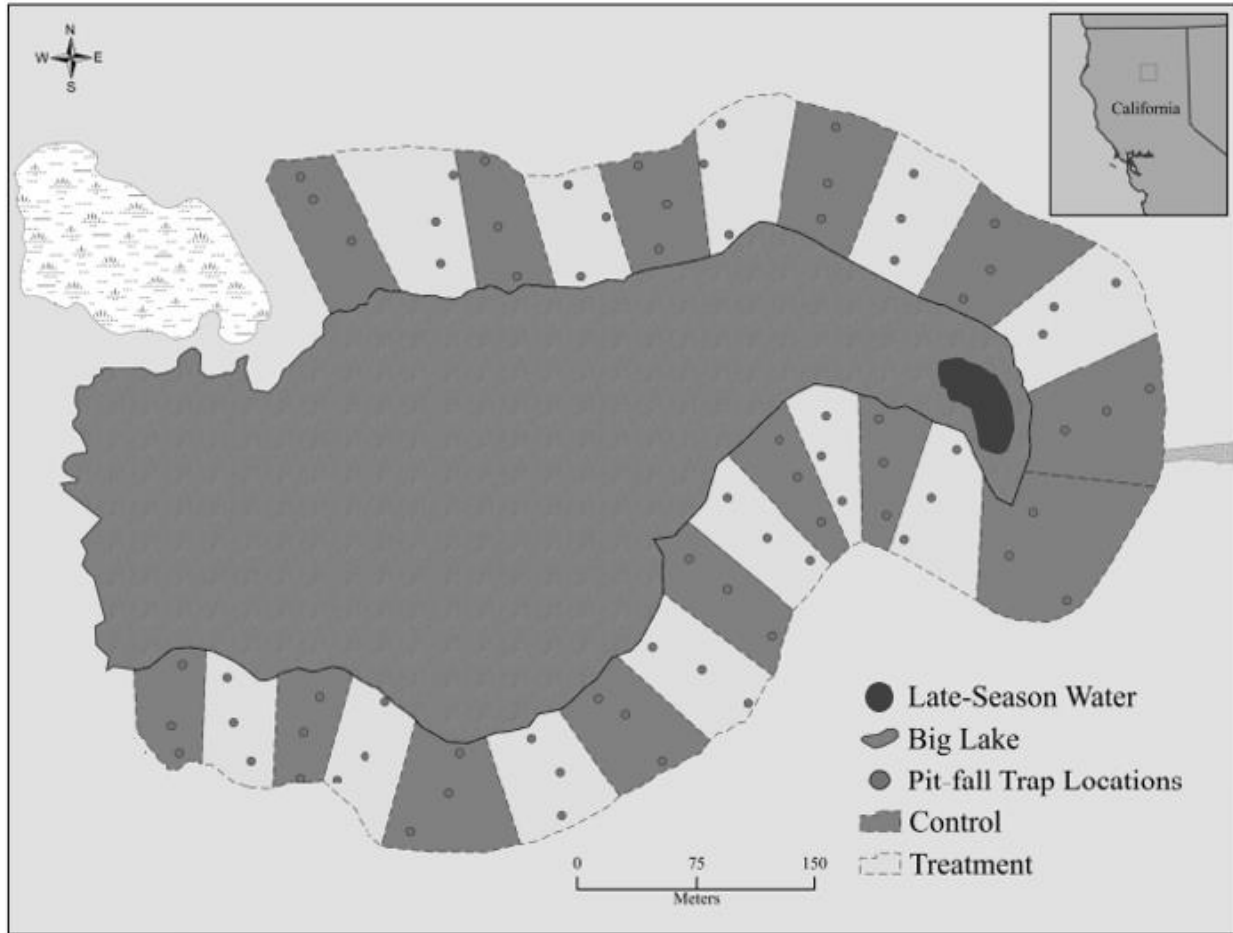 N
W E
S
California
Late-Season Water
Big Lake
Pit-fall Trap Locations
Control
Treatment
0 75 150
Meters